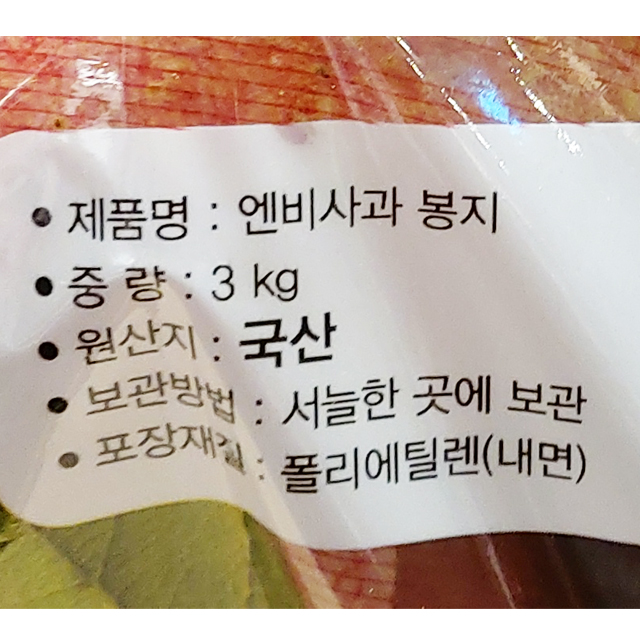 • 제품명 : 엔비사과 봉지
• 중 량 : 3 kg
• 원산지 : 국산
• 보관방법 : 서늘한 곳에 보관
• 포장재질 : 폴리에틸렌(내면)